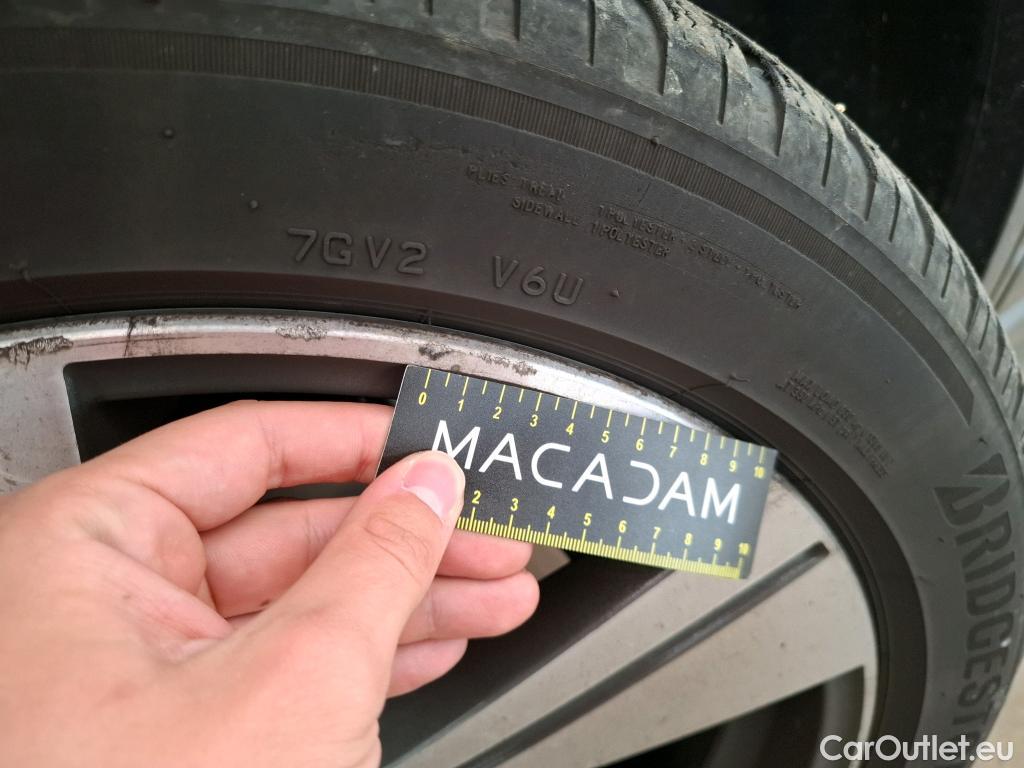 PLIES TREAD
SIDEWALL 1 POLYESTER
7GV2 V6U
0 1 2 3 4 5 6 7 8 9 10
MACADAM
2 3 4 5 6 7 8 9 10
BRIDGEST
CarOutlet.eu